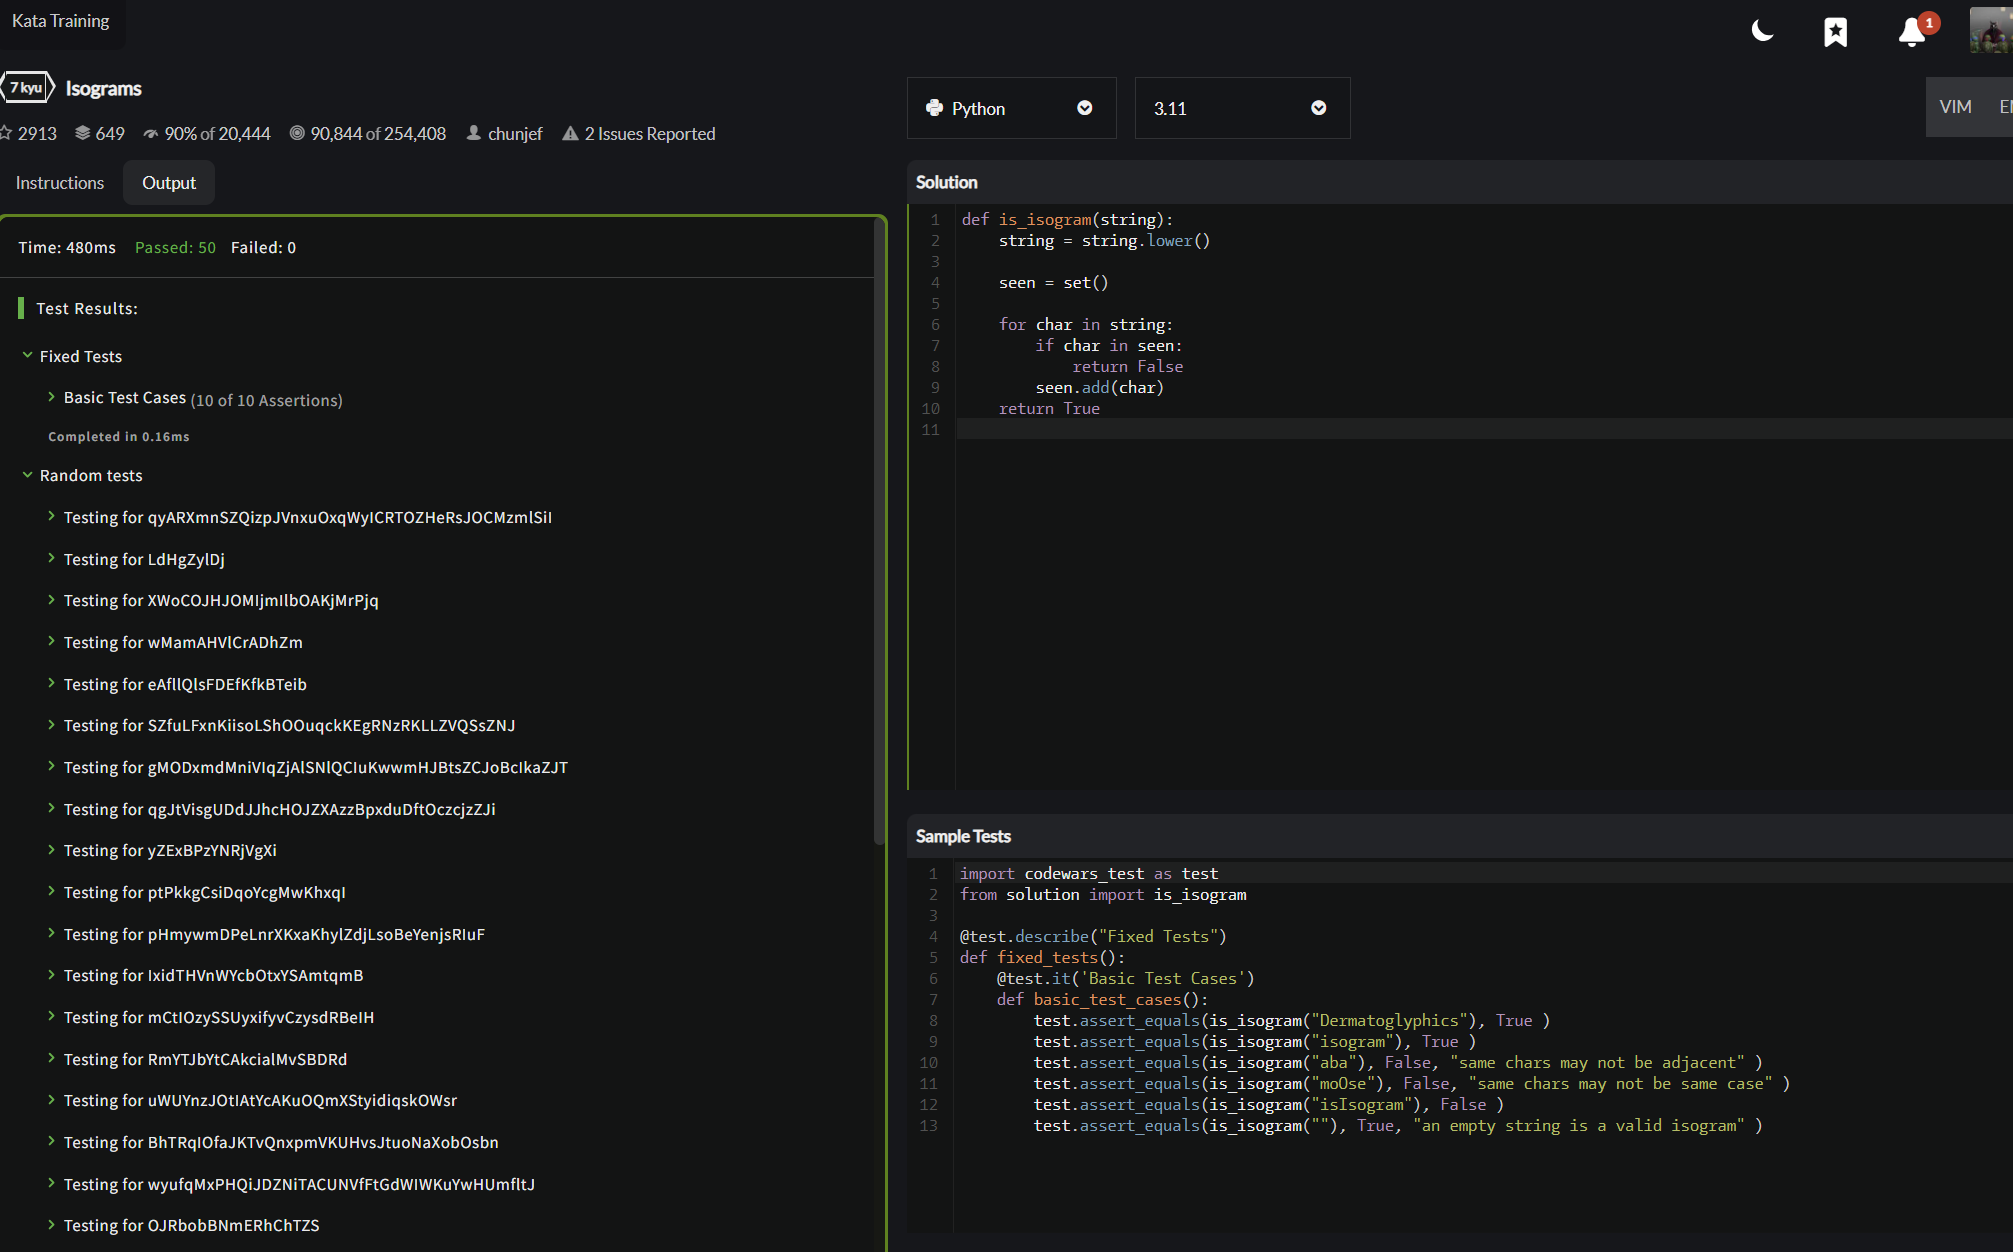 Kata Training
1
7 kyu Isograms
2913 649 90% of 20,444 90,844 of 254,408 chunjef 2 Issues Reported
Instructions Output
Time: 480ms Passed: 50 Failed: 0
Test Results:
Fixed Tests
Basic Test Cases (10 of 10 Assertions)
Completed in 0.16ms
Random tests
Testing for qyARXmnSZQizpJVnxuOxqWyICRTOZHeRsJOCMzmlSiI
Testing for LdHgZylDj
Testing for XWoCOJHJOMIjmIlbOAKjMrPjq
Testing for wMamAHVlCrADhZm
Testing for eAfllQlsFDEfKfkBTeib
Testing for SZfuLFxnKiisoLShOOuqckKEgRNzRKLLZVQSsZNJ
Testing for gMODxmdMniVIqZjAlSNlQCIuKwwmHJBtsZCJoBcIkaZJT
Testing for qgJtVisgUDdJJhcHOJZXAzzBpxduDftOczcjzZJi
Testing for yZExBPzYNRjVgXi
Testing for ptPkkgCsiDqoYcgMwKhxqI
Testing for pHmywmDPeLnrXKxaKhylZdjLsoBeYenjsRIuF
Testing for IxidTHVnWYcbOtxYSAmtqmB
Testing for mCtIOzySSUyxifyvCzysdRBeIH
Testing for RmYTJbYtCAkcialMvSBDRd
Testing for uWUYnzJOtIAtYcAKuOQmXStyidiqskOWsr
Testing for BhTRqIOfaJKTvQnxpmVKUHvsJtuoNaXobOsbn
Testing for wyufqMxPHQiJDZNiTACUNVfFtGdWIWKuYwHUmfltJ
Testing for OJRbobBNmERhChTZS
Python 3.11
VIM
Solution
1 def is_isogram(string):
2 string = string.lower()
3
4 seen = set()
5
6 for char in string:
7 if char in seen:
8 return False
9 seen.add(char)
10 return True
11
Sample Tests
1 import codewars_test as test
2 from solution import is_isogram
3
4 @test.describe("Fixed Tests")
5 def fixed_tests():
6 @test.it('Basic Test Cases')
7 def basic_test_cases():
8 test.assert_equals(is_isogram("Dermatoglyphics"), True )
9 test.assert_equals(is_isogram("isogram"), True )
10 test.assert_equals(is_isogram("aba"), False, "same chars may not be adjacent" )
11 test.assert_equals(is_isogram("moOse"), False, "same chars may not be same case" )
12 test.assert_equals(is_isogram("isIsogram"), False )
13 test.assert_equals(is_isogram(""), True, "an empty string is a valid isogram" )